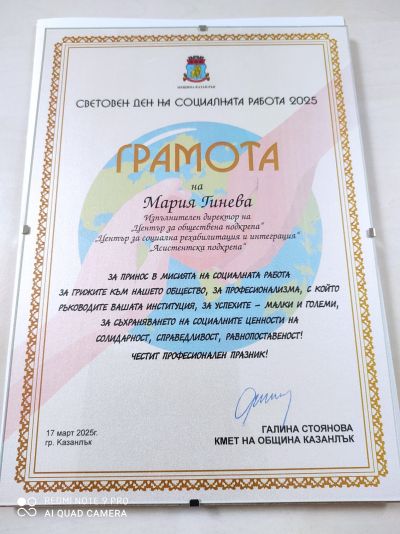 ОБЩИНА КАЗАНЛЪК
СВЕТОВЕН ДЕН НА СОЦИАЛНАТА РАБОТА 2025
ГРАМОТА
на
Мария Гинева
Изпълнителен директор на
„Център за обществена подкрепа"
„Център за социална рехабилитация и интеграция"
„Асистентска подкрепа"
ЗА ПРИНОС В МИСИЯТА НА СОЦИАЛНАТА РАБОТА
ЗА ГРИЖИТЕ КЪМ НАШЕТО ОБЩЕСТВО, ЗА ПРОФЕСИОНАЛИЗМА, С КОЙТО
РЪКОВОДИТЕ ВАШАТА ИНСТИТУЦИЯ, ЗА УСПЕХИТЕ – МАЛКИ И ГОЛЕМИ,
ЗА СЪХРАНЯВАНЕТО НА СОЦИАЛНИТЕ ЦЕННОСТИ НА
СОЛИДАРНОСТ, СПРАВЕДЛИВОСТ, РАВНОПОСТАВЕНОСТ!
ЧЕСТИТ ПРОФЕСИОНАЛЕН ПРАЗНИК!
17 март 2025г.
гр. Казанлък
ГАЛИНА СТОЯНОВА
КМЕТ НА ОБЩИНА КАЗАНЛЪК
REDMI NOTE 9 PRO
AI QUAD CAMERA